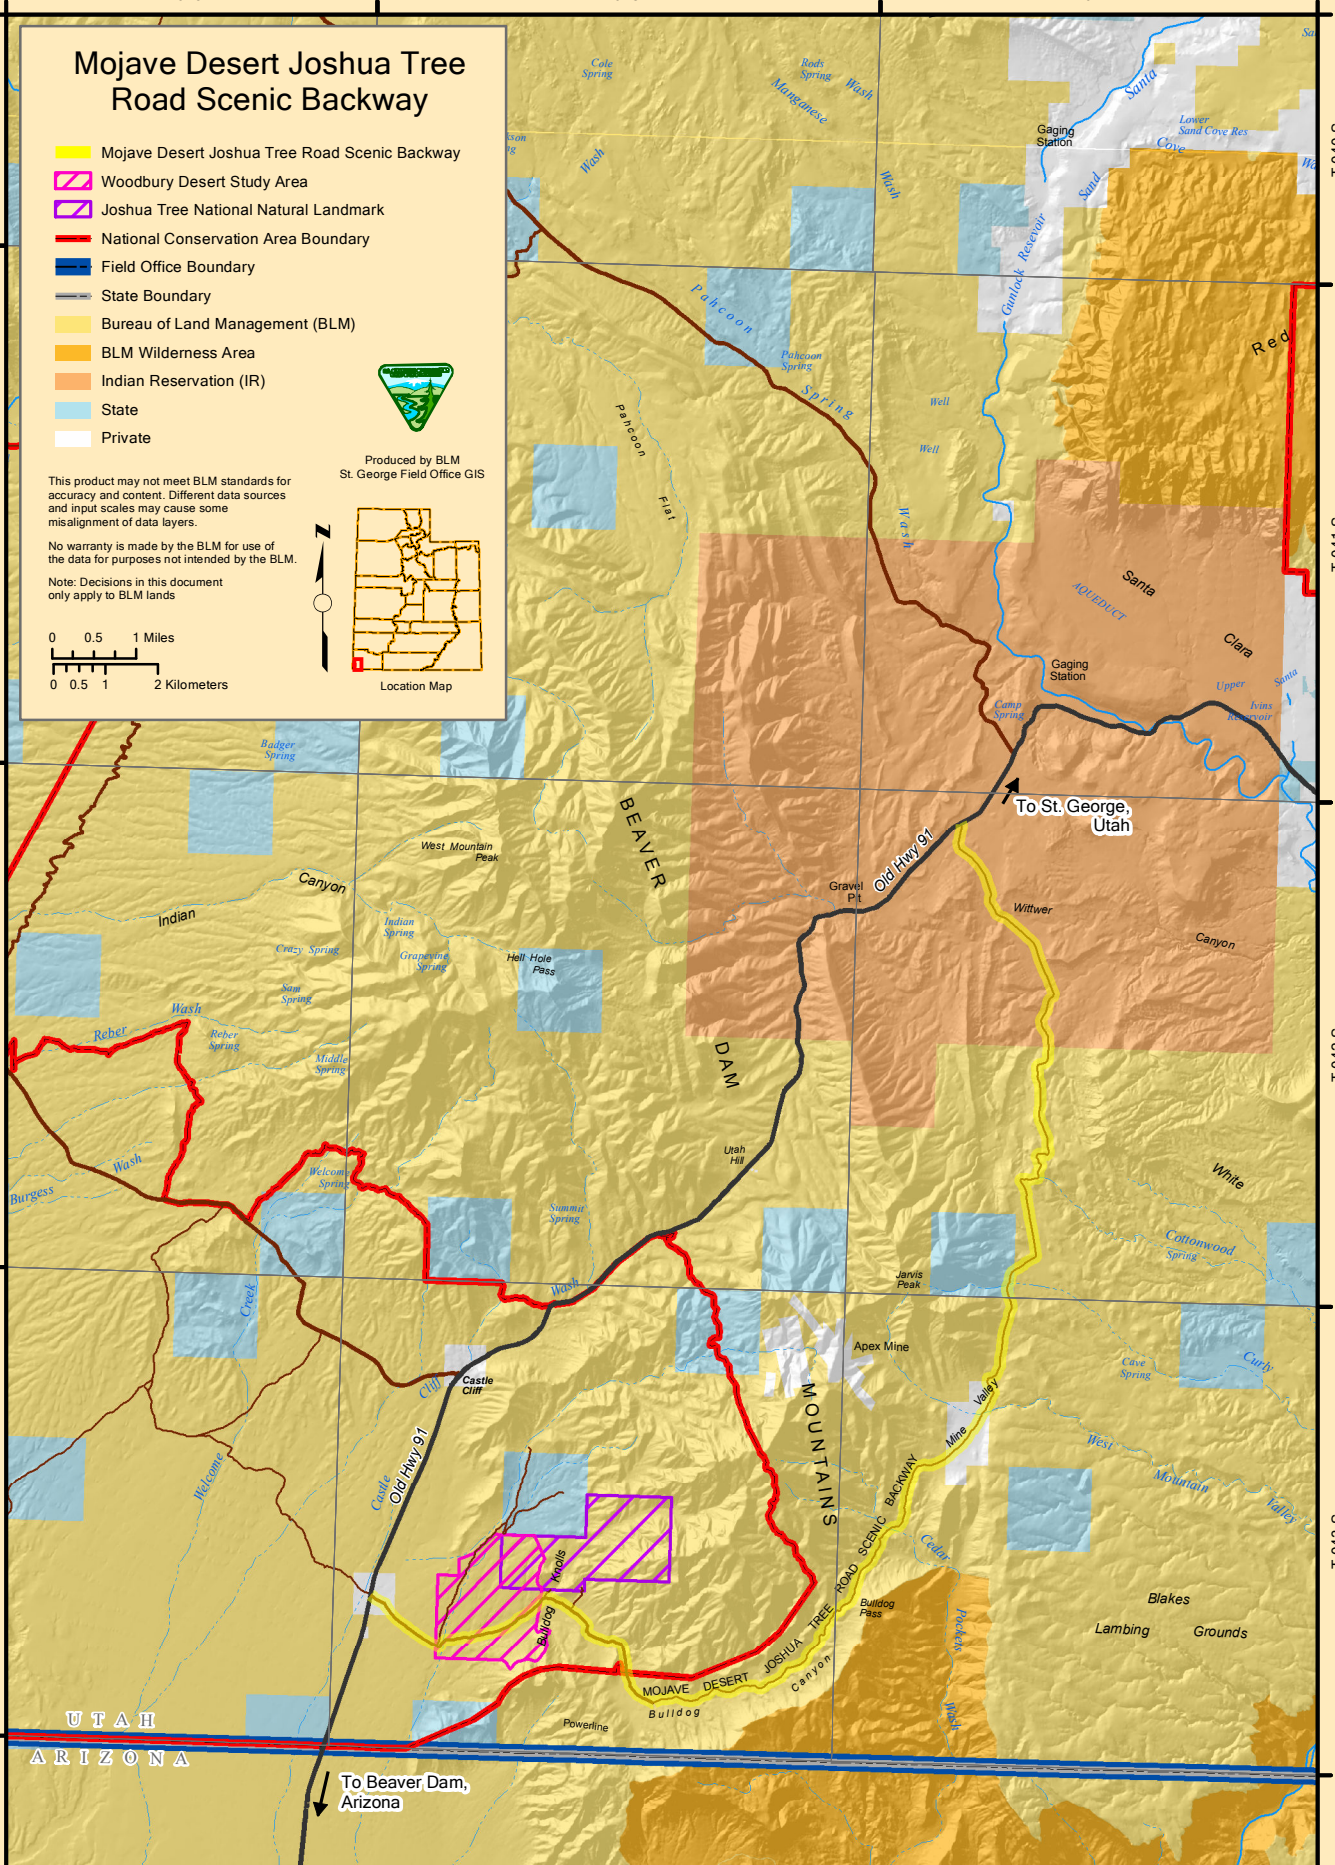 Mojave Desert Joshua Tree
Road Scenic Backway
Mojave Desert Joshua Tree Road Scenic Backway
Woodbury Desert Study Area
Joshua Tree National Natural Landmark
National Conservation Area Boundary
Field Office Boundary
State Boundary
Bureau of Land Management (BLM)
BLM Wilderness Area
Indian Reservation (IR)
State
Private
Produced by BLM
St. George Field Office GIS
This product may not meet BLM standards for
accuracy and content. Different data sources
and input scales may cause some
misalignment of data layers.
No warranty is made by the BLM for use of
the data for purposes not intended by the BLM.
Note: Decisions in this document
only apply to BLM lands
0 0.5 1 Miles
0 0.5 1 2 Kilometers
Location Map
Cole
Spring
Rods
Spring
Wash
Manganese
Wash
Wash
Santa
Gaging
Station
Lower
Sand Cove Res
Cove
Sand
Gunlock Resevoir
Red
Pahcoon
Pahcoon
Spring
Spring
Well
Well
Wash
Pahcoon
Flat
Santa
AQUEDUCT
Clara
Gaging
Station
Upper
Santa
Ivins
Reservoir
Camp
Spring
To St. George,
Utah
Old Hwy 91
Gravel
Pit
Wittwer
Canyon
Badger
Spring
BEAVER
West Mountain
Peak
Canyon
Indian
Indian
Spring
Crazy Spring
Grapevine
Spring
Hell Hole
Pass
Sam
Spring
Wash
Reber
Reber
Spring
Middle
Spring
DAM
Utah
Hill
White
Wash
Burgess
Welcome
Spring
Summit
Spring
Cottonwood
Spring
Wash
Creek
Jarvis
Peak
Apex Mine
Cave
Spring
Curly
Castle
Cliff
Cliff
MOUNTAINS
Valley
Mine
West
Mountain
Valley
Welcome
Castle
Old Hwy 91
Cedar
Knolls
Bulldog
Bulldog
Pass
Pockets
Wash
Blakes
Lambing Grounds
MOJAVE DESERT JOSHUA TREE ROAD SCENIC BACKWAY
Canyon
Bulldog
Powerline
UTAH
ARIZONA
To Beaver Dam,
Arizona